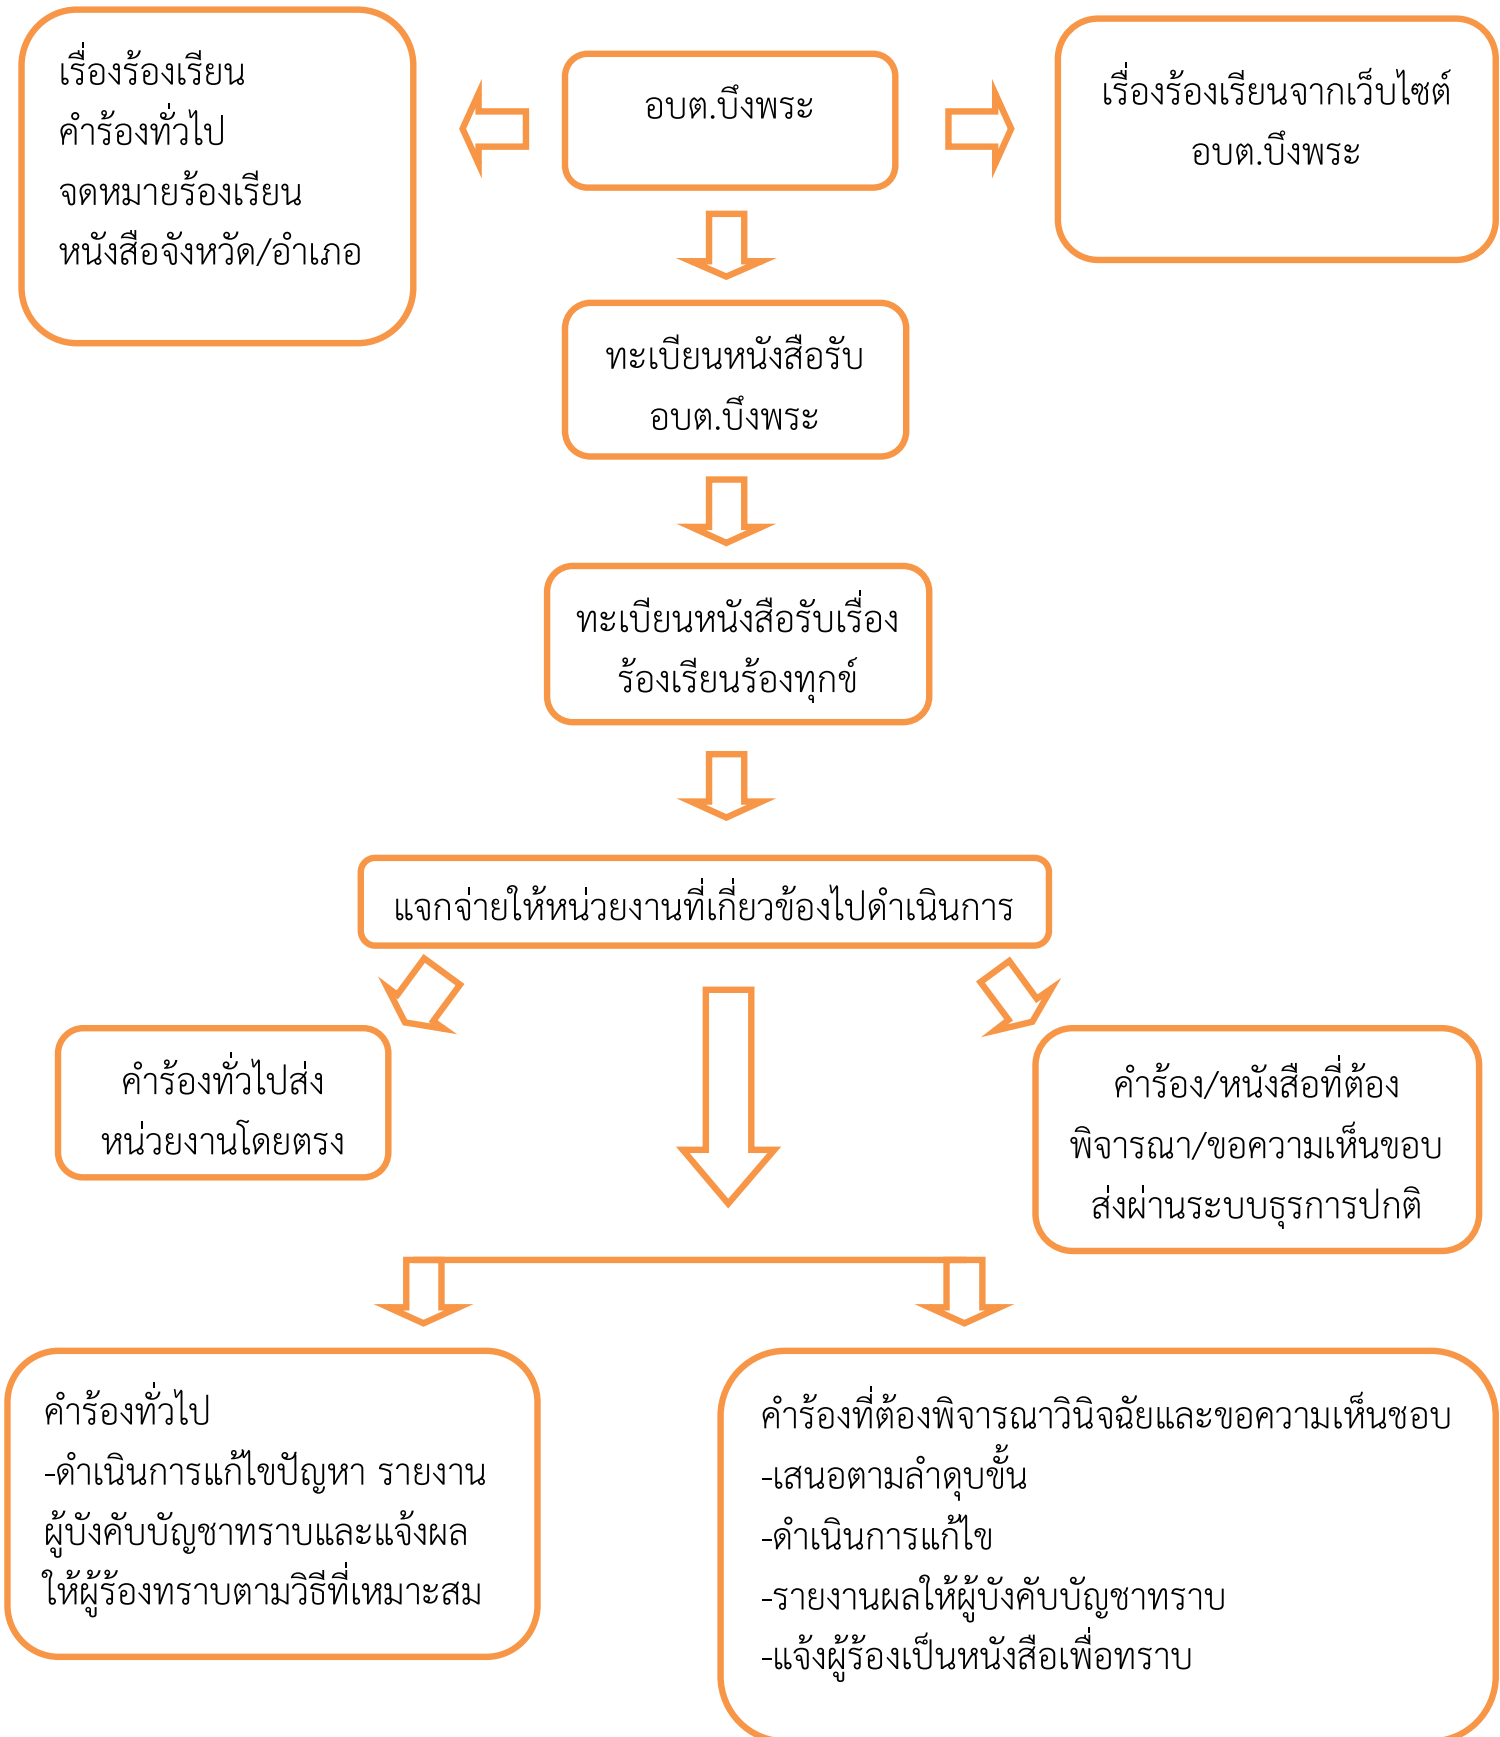 เรื่องร้องเรียน
คำร้องทั่วไป
จดหมายร้องเรียน
หนังสือจังหวัด/อำเภอ
อบต.บึงพระ
เรื่องร้องเรียนจากเว็บไซต์
อบต.บึงพระ
ทะเบียนหนังสือรับ
อบต.บึงพระ
ทะเบียนหนังสือรับเรื่อง
ร้องเรียนร้องทุกข์
แจกจ่ายให้หน่วยงานที่เกี่ยวข้องไปดำเนินการ
คำร้องทั่วไปส่ง
หน่วยงานโดยตรง
คำร้อง/หนังสือที่ต้อง
พิจารณา/ขอความเห็นขอบ
ส่งผ่านระบบธุรการปกติ
คำร้องทั่วไป
-ดำเนินการแก้ไขปัญหา รายงาน
ผู้บังคับบัญชาทราบและแจ้งผล
ให้ผู้ร้องทราบตามวิธีที่เหมาะสม
คำร้องที่ต้องพิจารณาวินิจฉัยและขอความเห็นชอบ
-เสนอตามลำดุบขั้น
-ดำเนินการแก้ไข
-รายงานผลให้ผู้บังคับบัญชาทราบ
-แจ้งผู้ร้องเป็นหนังสือเพื่อทราบ